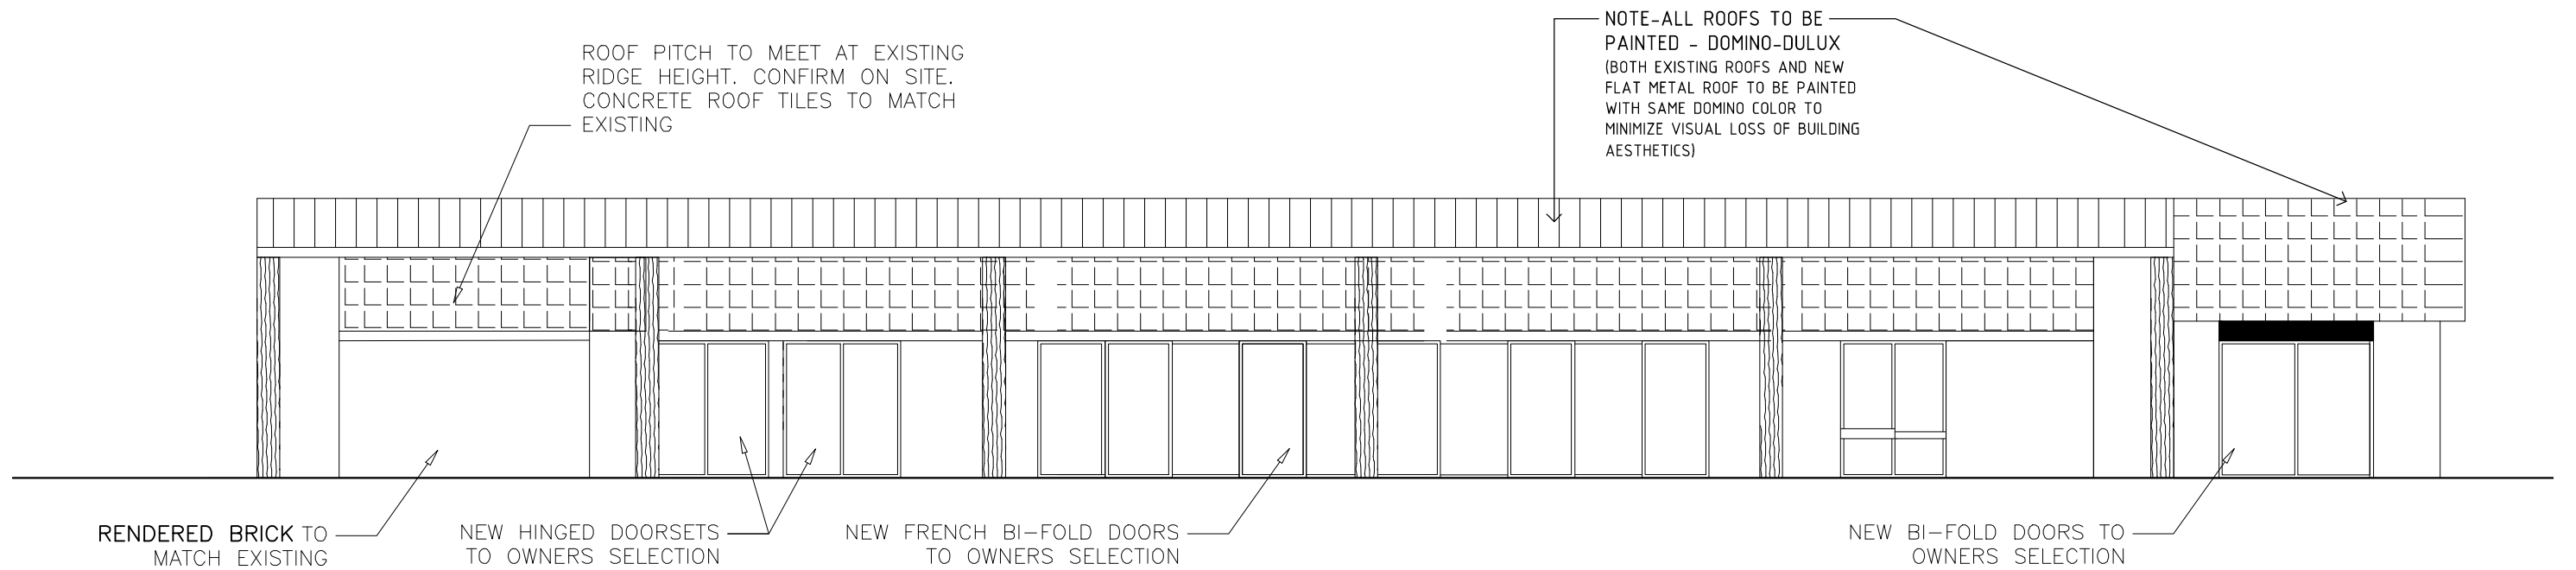 NOTE-ALL ROOFS TO BE
PAINTED - DOMINO-DULUX
(BOTH EXISTING ROOFS AND NEW
FLAT METAL ROOF TO BE PAINTED
WITH SAME DOMINO COLOR TO
MINIMIZE VISUAL LOSS OF BUILDING
AESTHETICS)
ROOF PITCH TO MEET AT EXISTING
RIDGE HEIGHT. CONFIRM ON SITE.
CONCRETE ROOF TILES TO MATCH
EXISTING
RENDERED BRICK TO
MATCH EXISTING
NEW HINGED DOORSETS
TO OWNERS SELECTION
NEW FRENCH BI-FOLD DOORS
TO OWNERS SELECTION
NEW BI-FOLD DOORS TO
OWNERS SELECTION